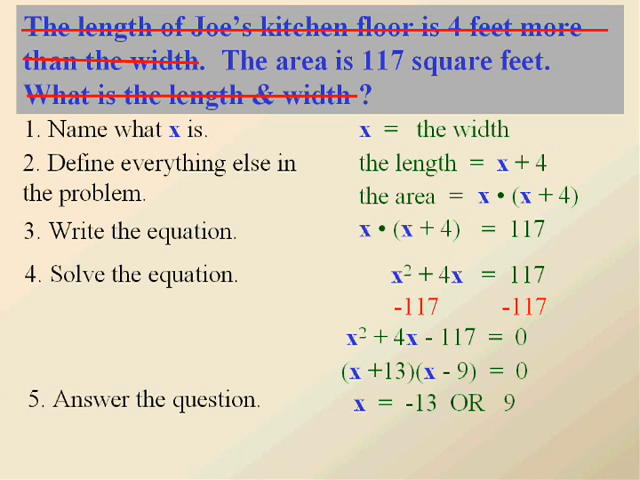 The length of Joe's kitchen floor is 4 feet more
than the width. The area is 117 square feet.
What is the length & width ?
1. Name what x is.
x = the width
2. Define everything else in
the problem.
the length = x + 4
the area = x • (x + 4)
3. Write the equation.
x • (x + 4) = 117
4. Solve the equation.
x² + 4x = 117
-117 -117
x² + 4x - 117 = 0
(x +13)(x - 9) = 0
5. Answer the question.
x = -13 OR 9